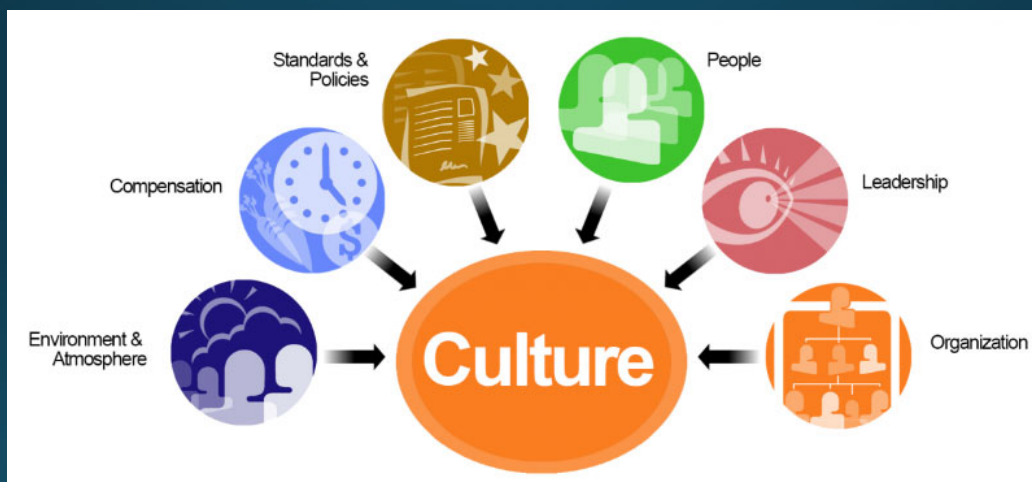 Standards &
Policies
People
Compensation
Leadership
Environment &
Atmosphere
Organization
Culture
$